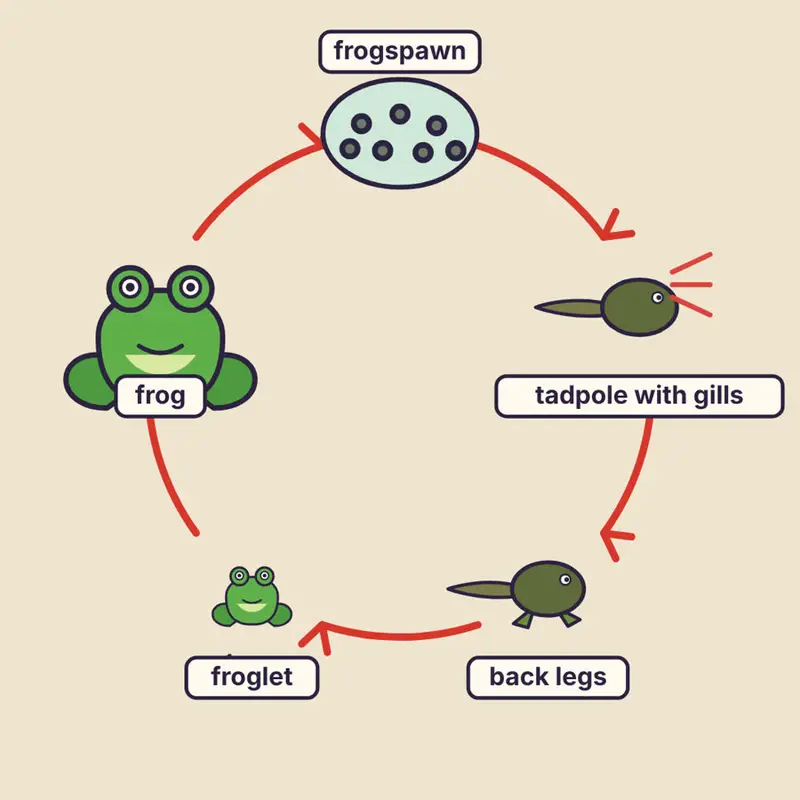 frogspawn
tadpole with gills
back legs
froglet
frog